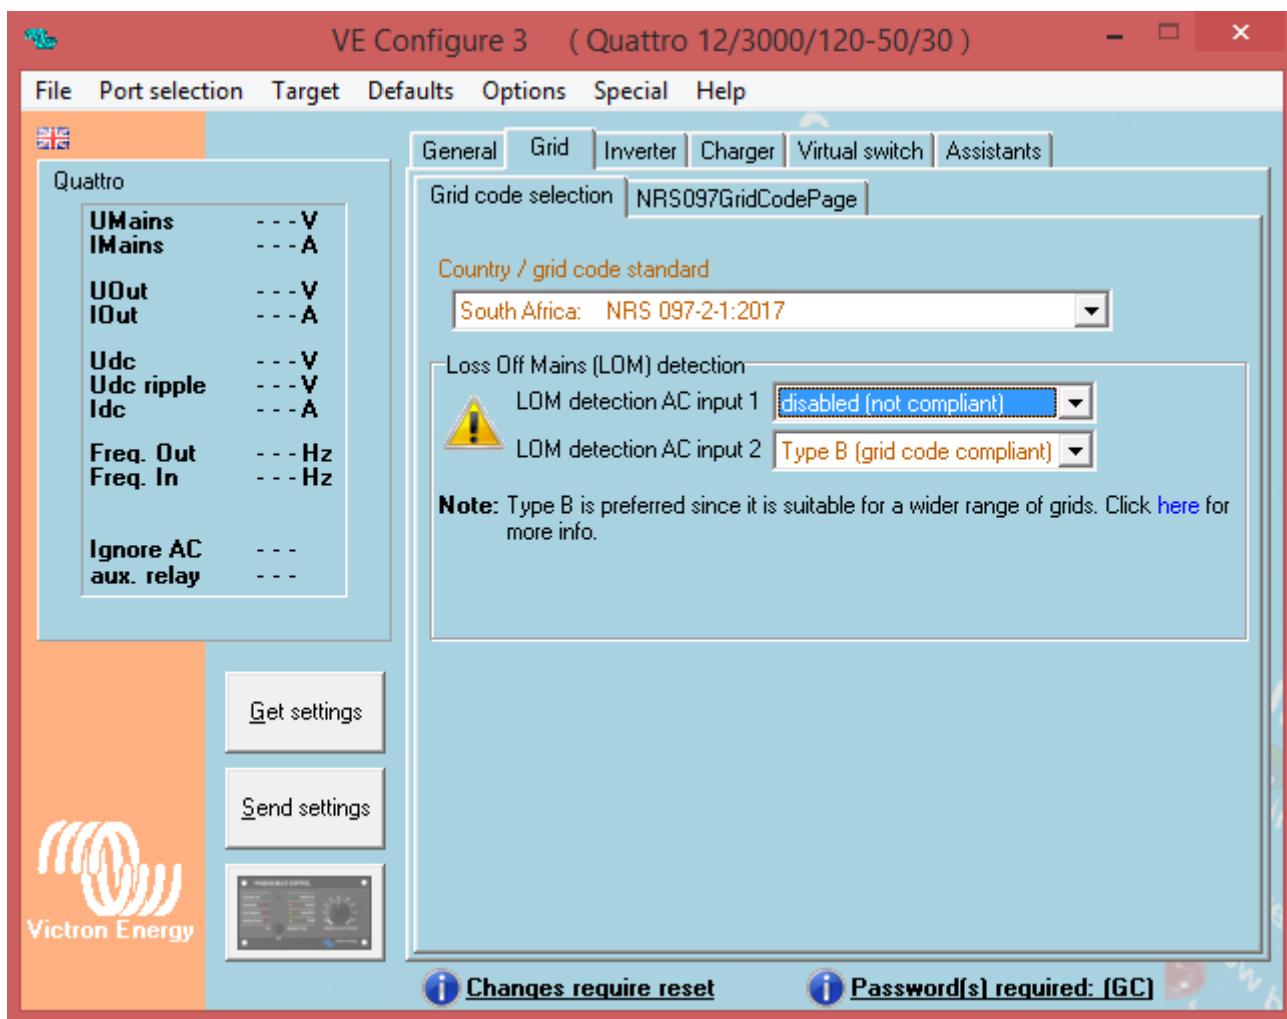 VE Configure 3 ( Quattro 12/3000/120-50/30 )
File Port selection Target Defaults Options Special Help
General Grid Inverter Charger Virtual switch Assistants
Grid code selection NRS097GridCodePage
Quattro
UMains - - - V
IMains - - - A
UOut - - - V
IOut - - - A
Udc - - - V
Udc ripple - - - V
Idc - - - A
Freq. Out - - - Hz
Freq. In - - - Hz
Ignore AC - - -
aux. relay - - -
Country / grid code standard
South Africa: NRS 097-2-1:2017
Loss Off Mains (LOM) detection
LOM detection AC input 1 disabled (not compliant)
LOM detection AC input 2 Type B (grid code compliant)
Note: Type B is preferred since it is suitable for a wider range of grids. Click here for
more info.
Get settings
Send settings
Victron Energy
Changes require reset
Password(s) required: (GC)